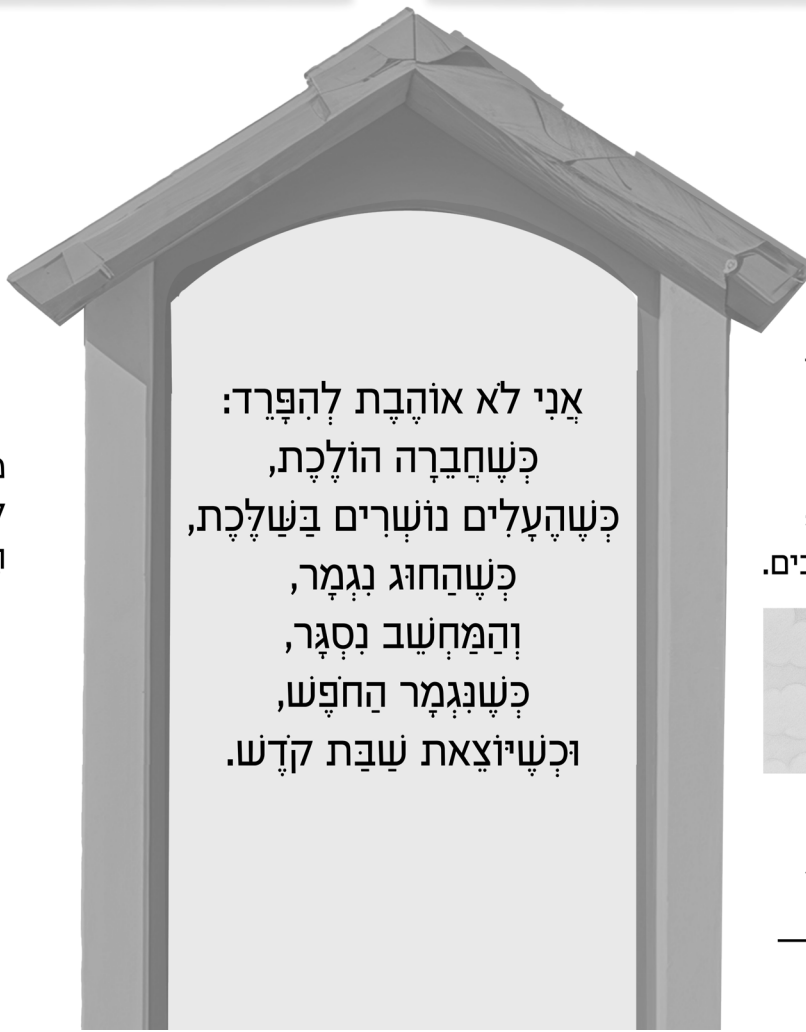 אֲנִי לֹא אוֹהֶבֶת לְהִפָּרֵד:
כְּשֶׁחֲבֵרָה הוֹלֶכֶת,
כְּשֶׁהֶעָלִים נוֹשְׁרִים בַּשַּׁלֶּכֶת,
כְּשֶׁהַחוּג נִגְמָר,
וְהַמַּחְשֵׁב נִסְגָּר,
כְּשֶׁנִּגְמָר הַחֹפֶשׁ,
וּכְשֶׁיּוֹצֵאת שַׁבַּת קֹדֶשׁ.